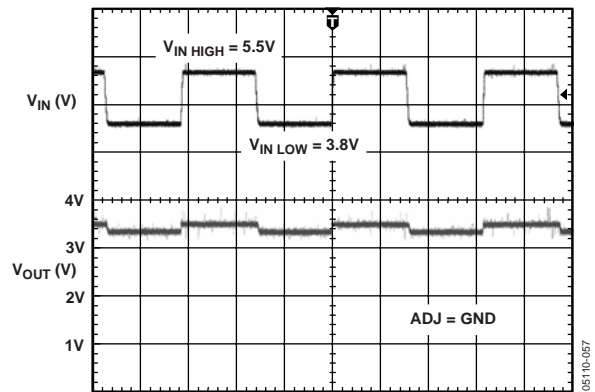 T
V_IN HIGH = 5.5V
V_IN (V)
V_IN LOW = 3.8V
4V
3V
V_OUT (V)
2V
ADJ = GND
1V
05110-057